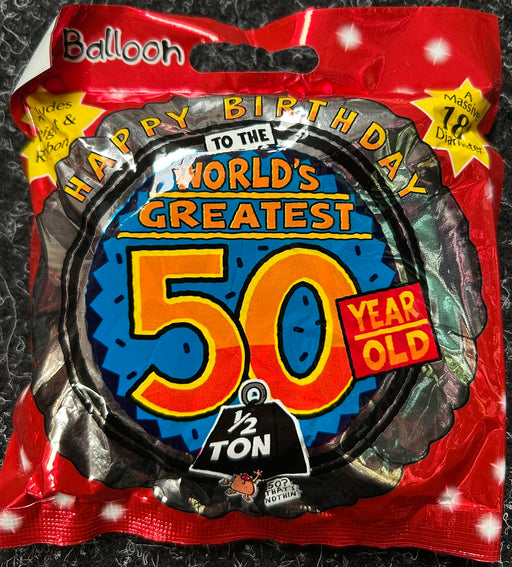 Balloon
&
A
Massive
18"
Diameter
HAPPY BIRTHDAY
TO THE
WORLD'S
GREATEST
50
YEAR
OLD
1/2
TON
50?
THAT'S
NOTHIN'